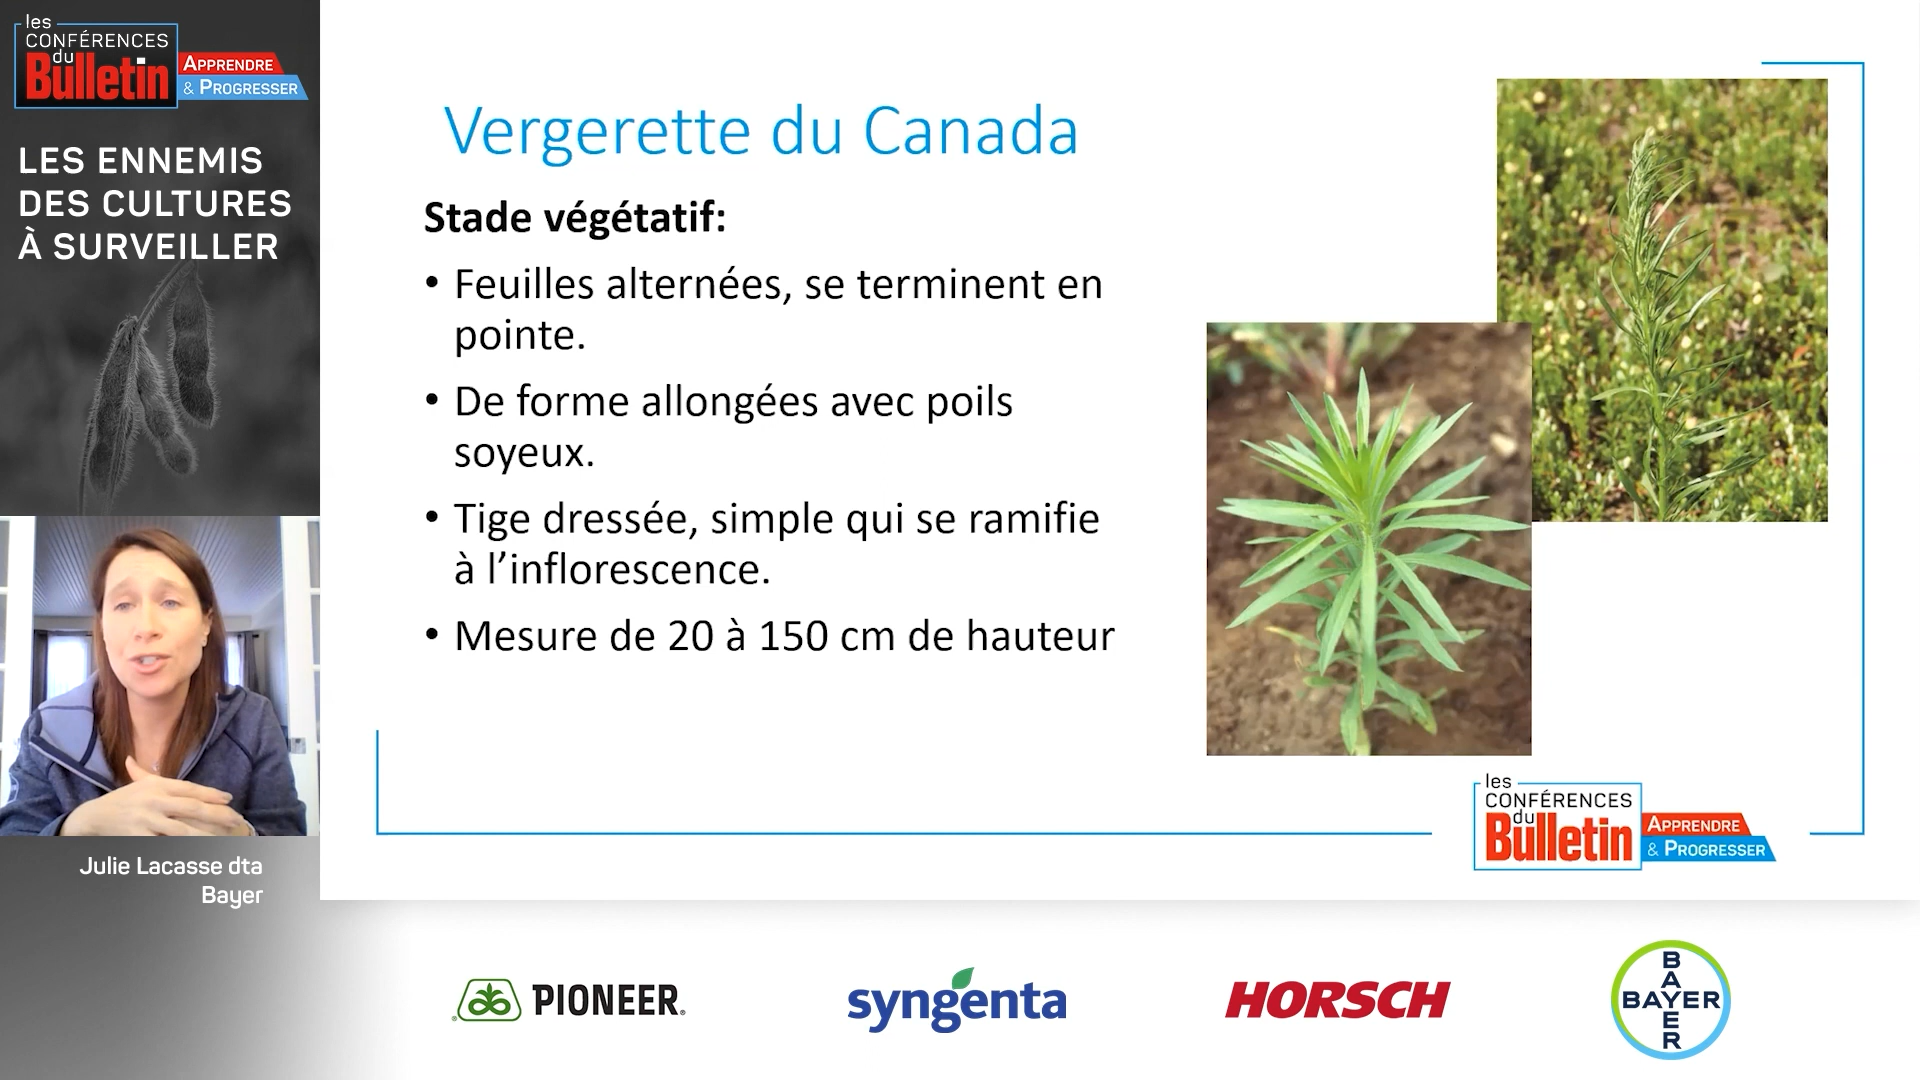 les
CONFÉRENCES
du
Bulletin
APPRENDRE
& PROGRESSER
LES ENNEMIS
DES CULTURES
À SURVEILLER
Julie Lacasse dta
Bayer
Vergerette du Canada
Stade végétatif:
• Feuilles alternées, se terminent en
pointe.
• De forme allongées avec poils
soyeux.
• Tige dressée, simple qui se ramifie
à l’inflorescence.
• Mesure de 20 à 150 cm de hauteur
les
CONFÉRENCES
du
Bulletin
APPRENDRE
& PROGRESSER
PIONEER®
syngenta
HORSCH
BAYER
BAYER